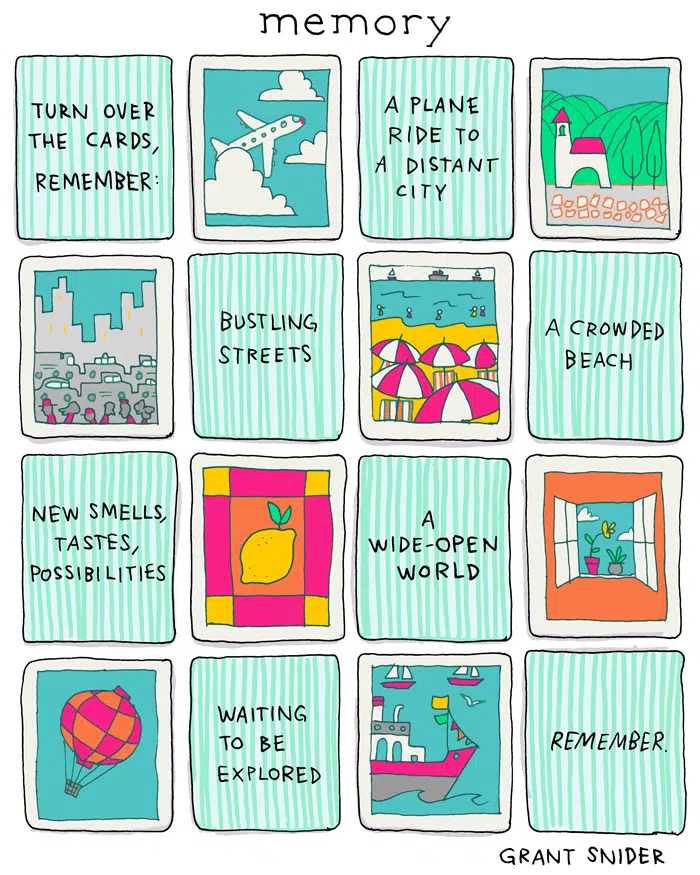 memory
TURN OVER
THE CARDS,
REMEMBER:
A PLANE
RIDE TO
A DISTANT
CITY
BUSTLING
STREETS
A CROWDED
BEACH
NEW SMELLS,
TASTES,
POSSIBILITIES
A
WIDE-OPEN
WORLD
WAITING
TO BE
EXPLORED
REMEMBER.
GRANT SNIDER